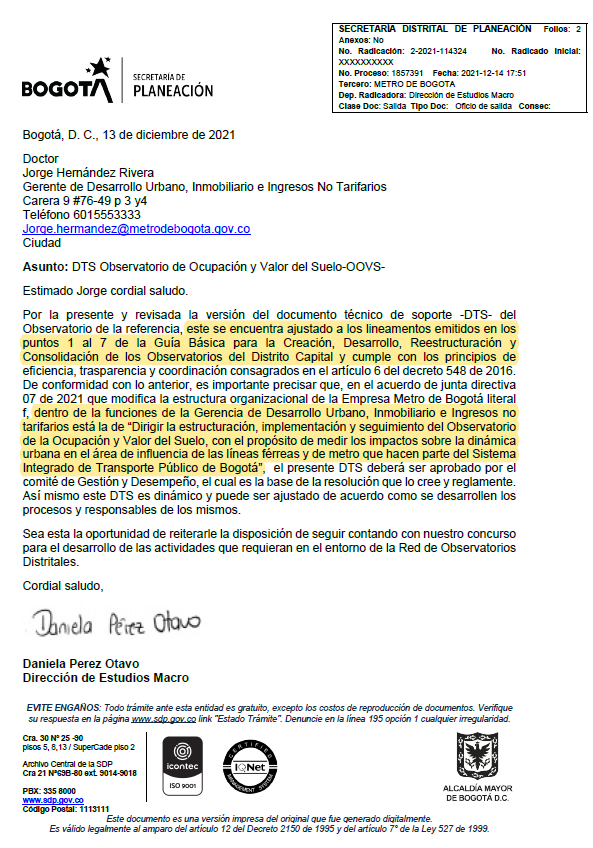 SECRETARÍA DISTRITAL DE PLANEACIÓN Folios: 2
Anexos: No
No. Radicación: 2-2021-114324 No. Radicado Inicial:
XXXXXXXXXX
No. Proceso: 1857391 Fecha: 2021-12-14 17:51
Tercero: METRO DE BOGOTA
Dep. Radicadora: Dirección de Estudios Macro
Clase Doc: Salida Tipo Doc: Oficio de salida Consec:
BOGOTÁ
SECRETARÍA DE
PLANEACIÓN
Bogotá, D. C., 13 de diciembre de 2021
Doctor
Jorge Hernández Rivera
Gerente de Desarrollo Urbano, Inmobiliario e Ingresos No Tarifarios
Carera 9 #76-49 p 3 y4
Teléfono 6015553333
Jorge.hernandez@metrodebogota.gov.co
Ciudad
Asunto: DTS Observatorio de Ocupación y Valor del Suelo-OOVS-
Estimado Jorge cordial saludo.
Por la presente y revisada la versión del documento técnico de soporte -DTS- del
Observatorio de la referencia, este se encuentra ajustado a los lineamentos emitidos en los
puntos 1 al 7 de la Guía Básica para la Creación, Desarrollo, Reestructuración y
Consolidación de los Observatorios del Distrito Capital y cumple con los principios de
eficiencia, trasparencia y coordinación consagrados en el artículo 6 del decreto 548 de 2016.
De conformidad con lo anterior, es importante precisar que, en el acuerdo de junta directiva
07 de 2021 que modifica la estructura organizacional de la Empresa Metro de Bogotá literal
f, dentro de la funciones de la Gerencia de Desarrollo Urbano, Inmobiliario e Ingresos no
tarifarios está la de “Dirigir la estructuración, implementación y seguimiento del Observatorio
de la Ocupación y Valor del Suelo, con el propósito de medir los impactos sobre la dinámica
urbana en el área de influencia de las líneas férreas y de metro que hacen parte del Sistema
Integrado de Transporte Público de Bogotá”, el presente DTS deberá ser aprobado por el
comité de Gestión y Desempeño, el cual es la base de la resolución que lo cree y reglamente.
Así mismo este DTS es dinámico y puede ser ajustado de acuerdo como se desarrollen los
procesos y responsables de los mismos.
Sea esta la oportunidad de reiterarle la disposición de seguir contando con nuestro concurso
para el desarrollo de las actividades que requieran en el entorno de la Red de Observatorios
Distritales.
Cordial saludo,
Daniela Pérez Otavo
Daniela Perez Otavo
Dirección de Estudios Macro
EVITE ENGAÑOS: Todo trámite ante esta entidad es gratuito, excepto los costos de reproducción de documentos. Verifique
su respuesta en la página www.sdp.gov.co link "Estado Trámite". Denuncie en la línea 195 opción 1 cualquier irregularidad.
Cra. 30 Nº 25 -90
pisos 5, 8,13 / SuperCade piso 2
Archivo Central de la SDP
Cra 21 Nº69B-80 ext. 9014-9018
PBX: 335 8000
www.sdp.gov.co
Código Postal: 1113111
icontec
ISO 9001
CERTIFIED
IQNet
MANAGEMENT SYSTEM
ALCALDÍA MAYOR
DE BOGOTÁ D.C.
Este documento es una versión impresa del original que fue generado digitalmente.
Es válido legalmente al amparo del artículo 12 del Decreto 2150 de 1995 y del artículo 7° de la Ley 527 de 1999.